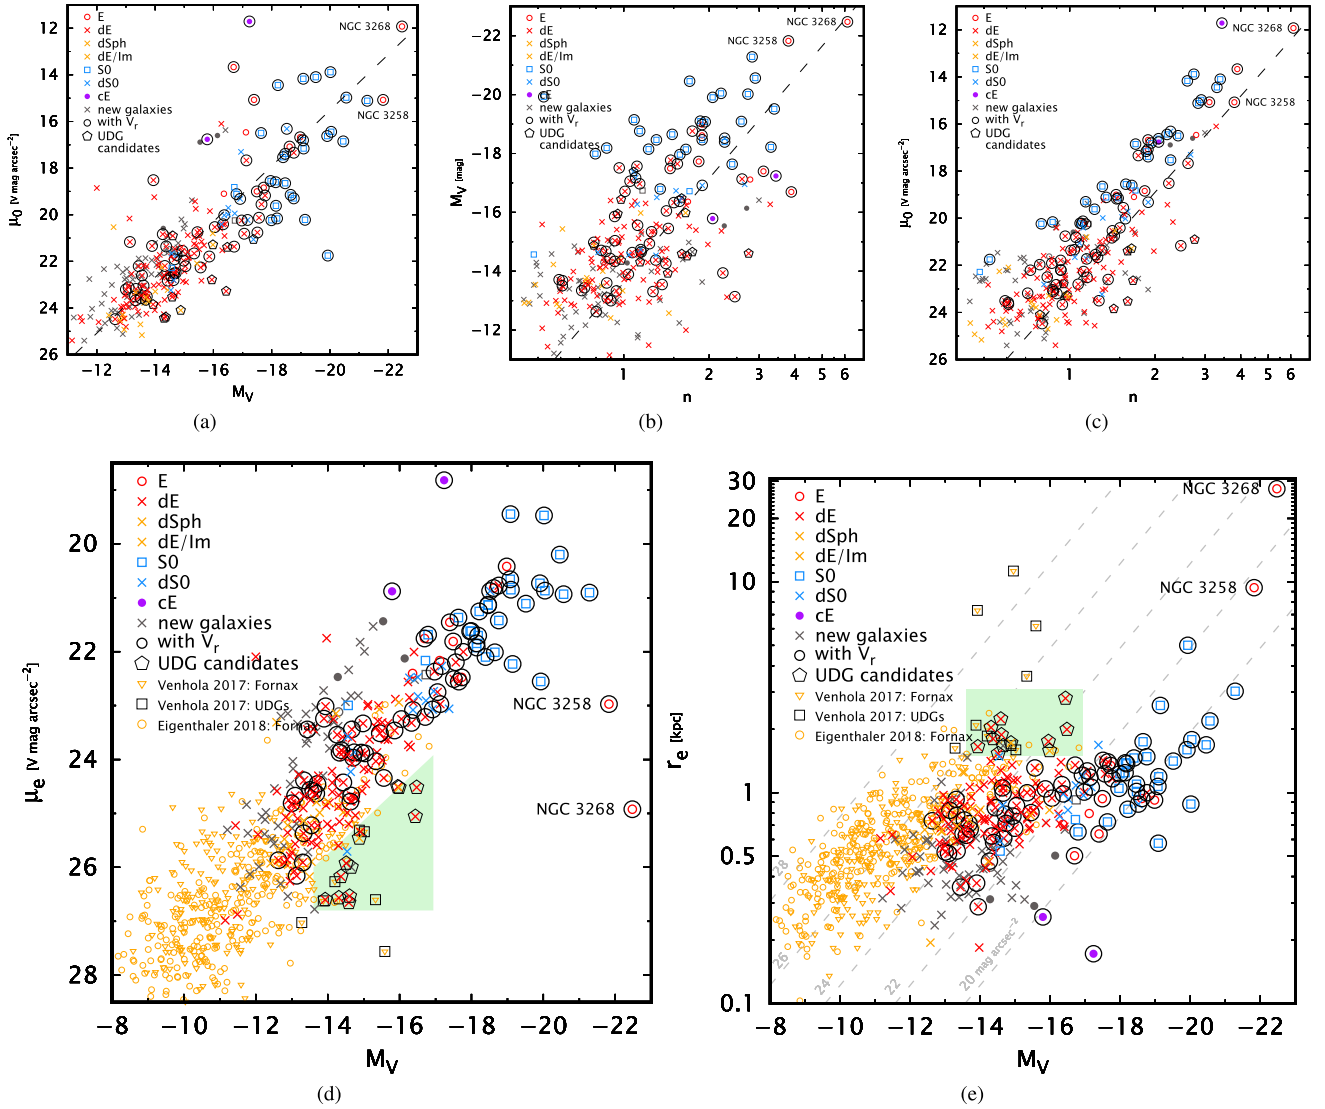 E
dE
dSph
dE/Im
S0
dS0
cE
new galaxies
with Vr
UDG
candidates
NGC 3268
NGC 3258
12
14
16
18
20
22
24
26
μ0 [V mag arcsec−2]
−12 −14 −16 −18 −20 −22
MV
(a)
E
dE
dSph
dE/Im
S0
dS0
cE
new galaxies
with Vr
UDG
candidates
NGC 3258
−22
−20
−18
−16
−14
−12
MV [mag]
1 2 3 4 5 6
n
(b)
E
dE
dSph
dE/Im
S0
dS0
cE
new galaxies
with Vr
UDG
candidates
NGC 3268
NGC 3258
12
14
16
18
20
22
24
26
μ0 [V mag arcsec−2]
1 2 3 4 5 6
n
(c)
E
dE
dSph
dE/Im
S0
dS0
cE
new galaxies
with Vr
UDG candidates
Venhola 2017: Fornax
Venhola 2017: UDGs
Eigenthaler 2018: Fornax
NGC 3258
NGC 3268
20
22
24
26
28
μe [V mag arcsec−2]
−8 −10 −12 −14 −16 −18 −20 −22
MV
(d)
E
dE
dSph
dE/Im
S0
dS0
cE
new galaxies
with Vr
UDG candidates
Venhola 2017: Fornax
Venhola 2017: UDGs
Eigenthaler 2018: Fornax
NGC 3268
NGC 3258
30
20
10
1
0.5
0.1
re [kpc]
28
26
24
22
20 mag arcsec−2
−8 −10 −12 −14 −16 −18 −20 −22
MV
(e)